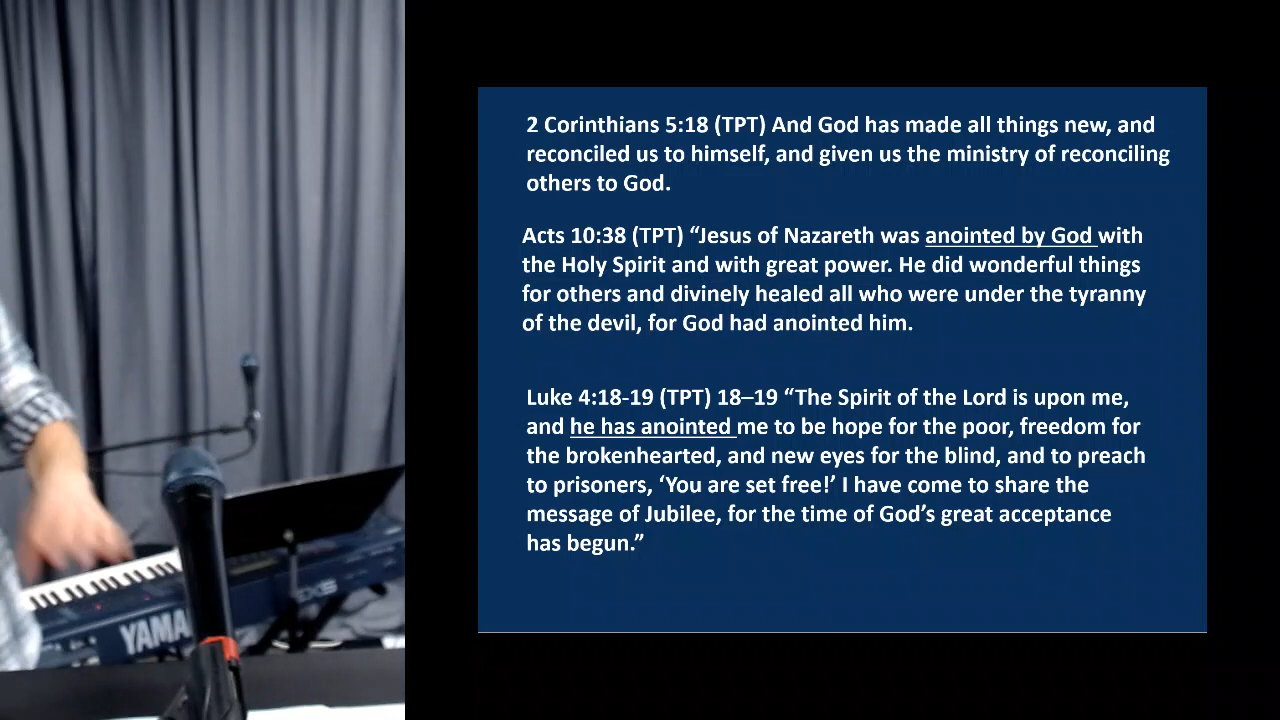 2 Corinthians 5:18 (TPT) And God has made all things new, and
reconciled us to himself, and given us the ministry of reconciling
others to God.
Acts 10:38 (TPT) “Jesus of Nazareth was anointed by God with
the Holy Spirit and with great power. He did wonderful things
for others and divinely healed all who were under the tyranny
of the devil, for God had anointed him.
Luke 4:18-19 (TPT) 18–19 “The Spirit of the Lord is upon me,
and he has anointed me to be hope for the poor, freedom for
the brokenhearted, and new eyes for the blind, and to preach
to prisoners, ‘You are set free!’ I have come to share the
message of Jubilee, for the time of God’s great acceptance
has begun.”
YAMA